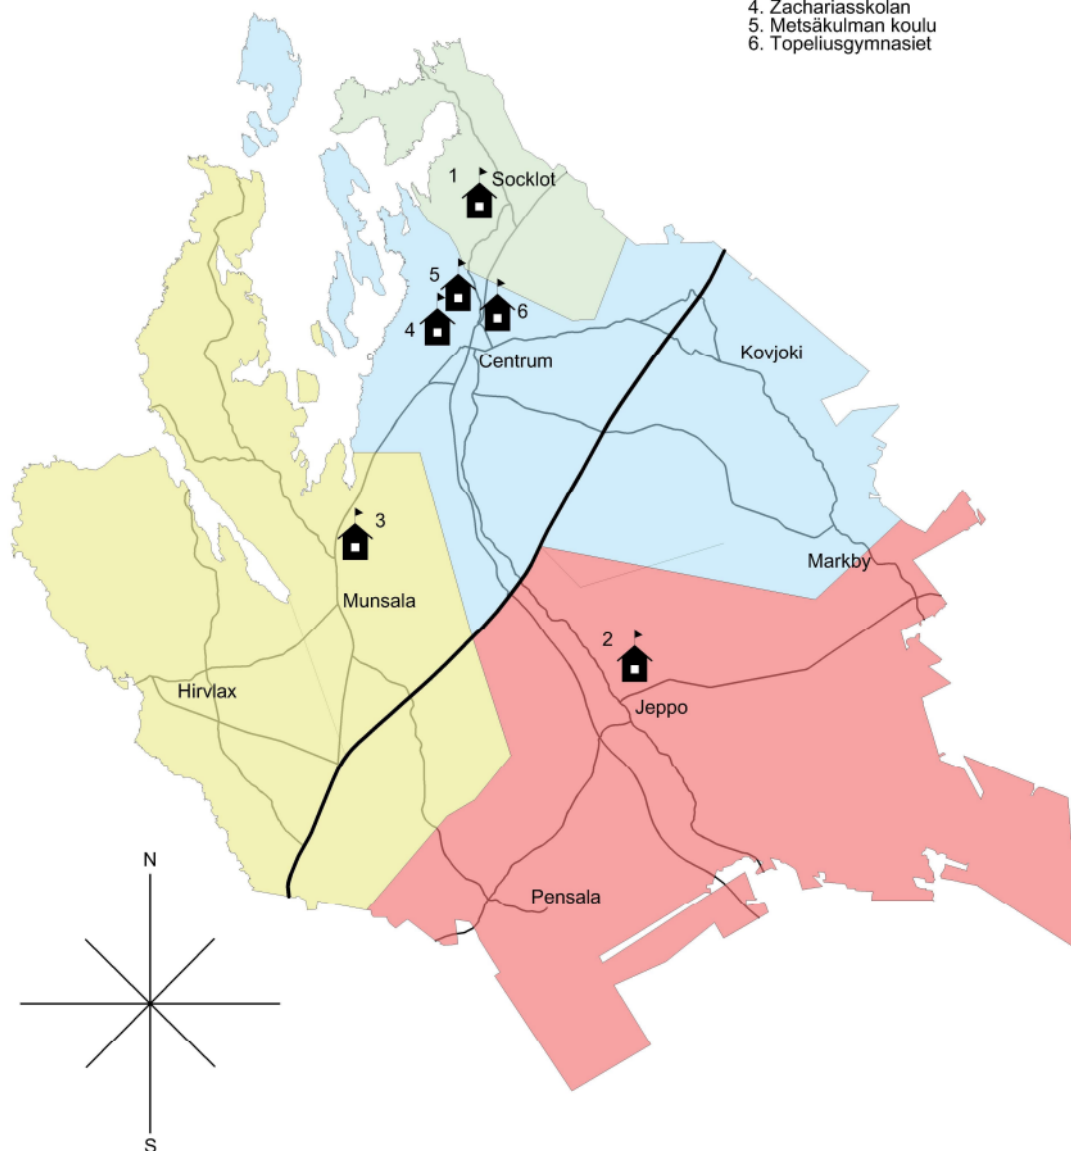 4. Zachariasskolan
5. Metsäkulman koulu
6. Topeliusgymnasiet
1
Socklot
5
6
4
Centrum
Kovjoki
3
Markby
Munsala
2
Hirvlax
Jeppo
N
Pensala
S